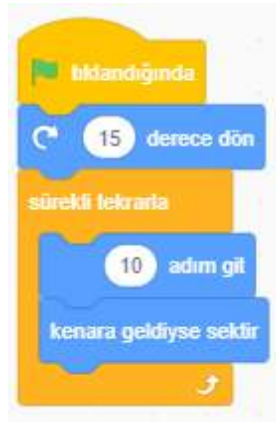 tıklandığında
15 derece dön
sürekli tekrarla
10 adım git
kenara geldiyse sektir